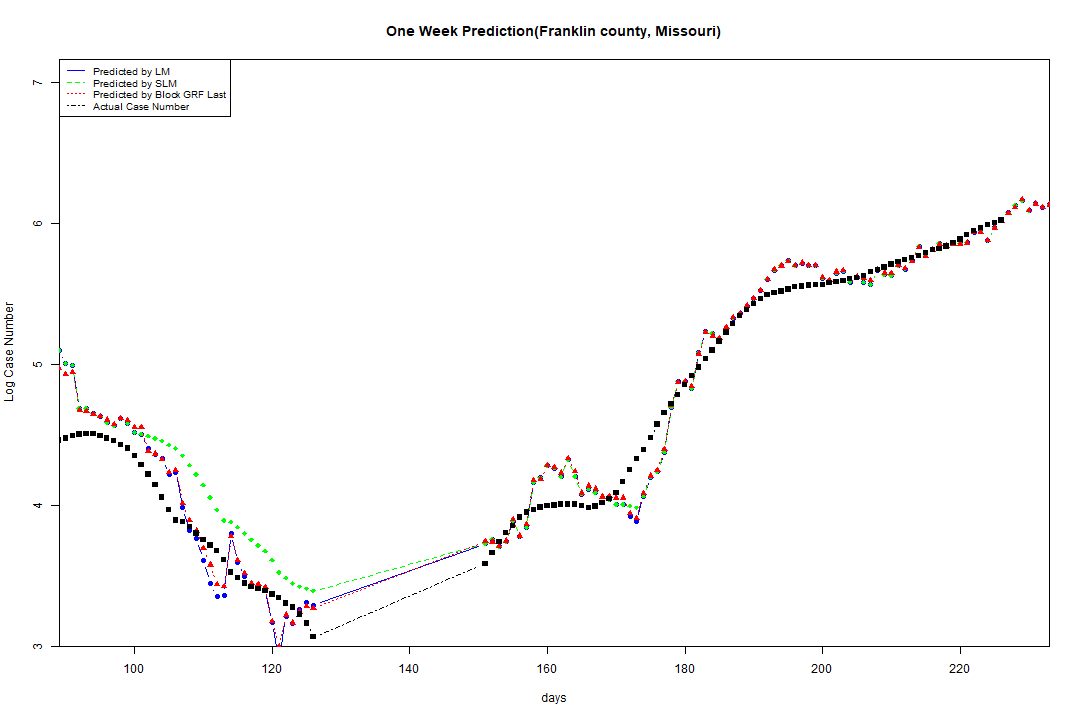 One Week Prediction(Franklin county, Missouri)
Predicted by LM
Predicted by SLM
Predicted by Block GRF Last
Actual Case Number
Log Case Number
7
6
5
4
3
100 120 140 160 180 200 220
days